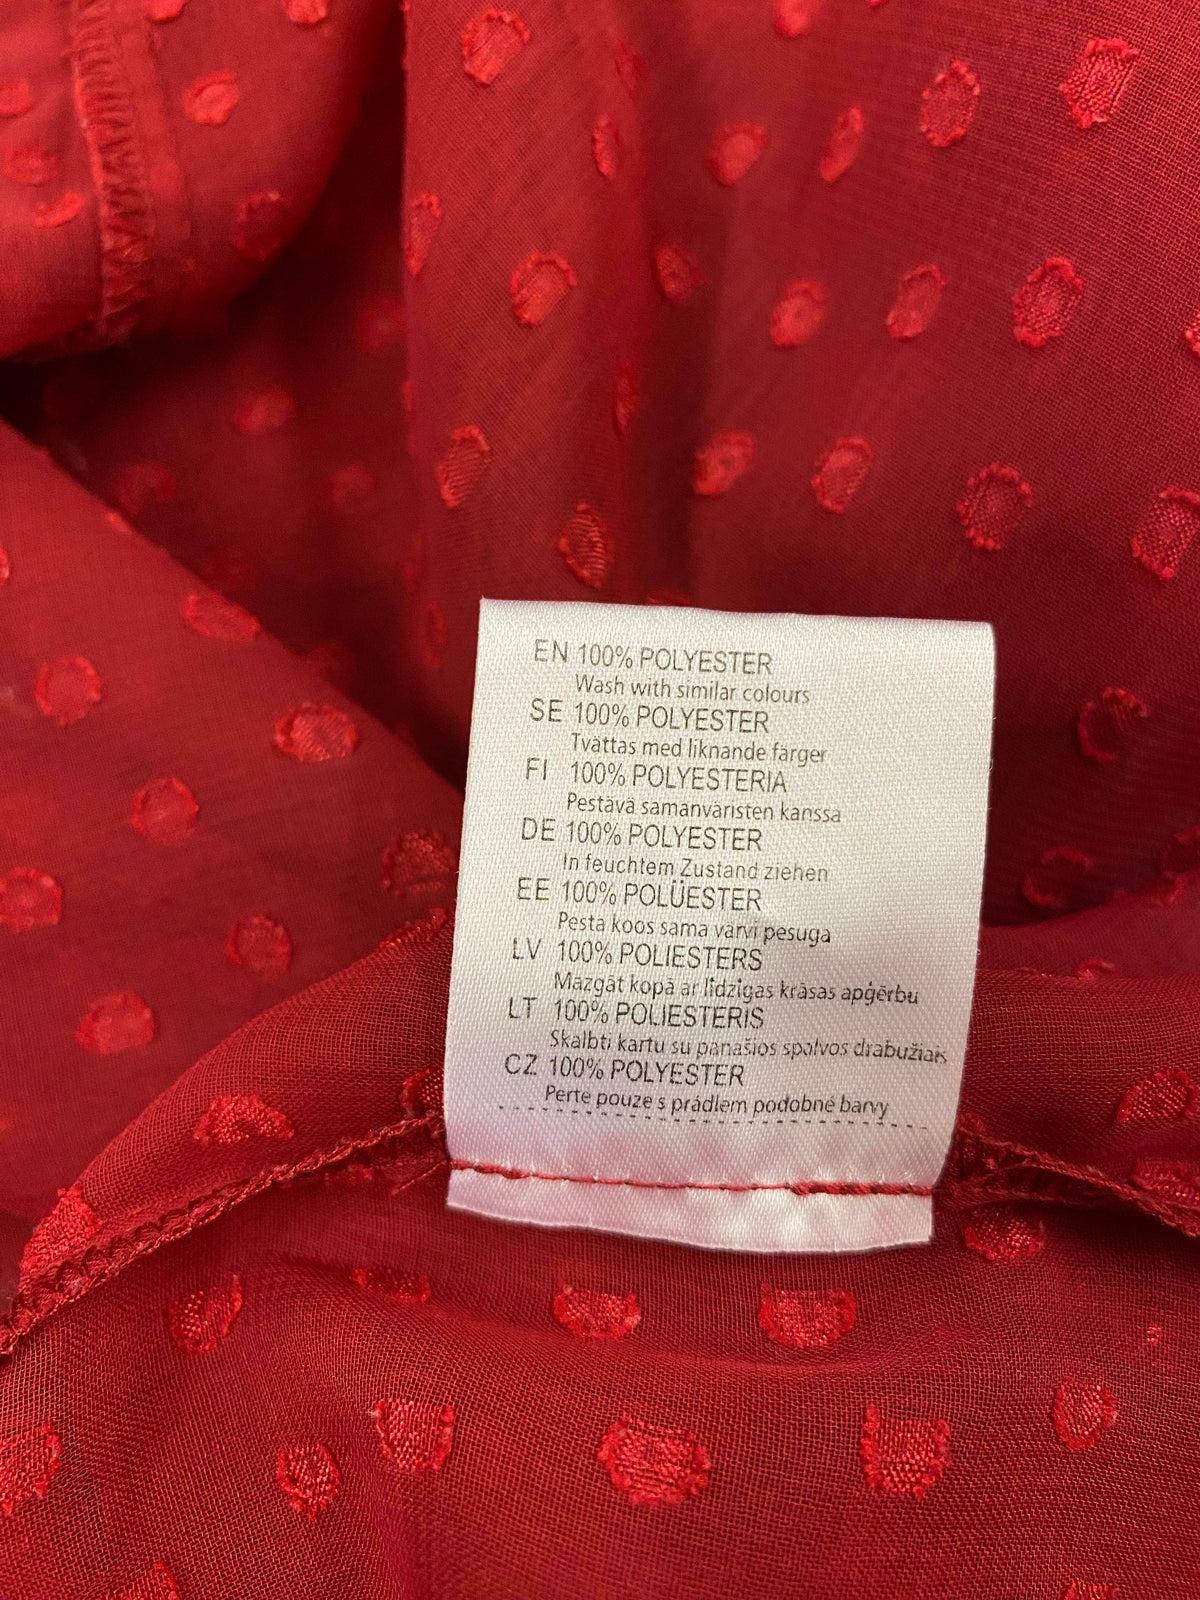 EN 100% POLYESTER
Wash with similar colours
SE 100% POLYESTER
Tvättas med liknande färger
FI 100% POLYESTERIA
Pestävä samanväristen kanssa
DE 100% POLYESTER
In feuchtem Zustand ziehen
EE 100% POLÜESTER
Pesta koos sama värvi pesuga
LV 100% POLIESTERS
Mazgāt kopā ar līdzīgas krāsas apģērbu
LT 100% POLIESTERIS
Skalbti kartu su panašios spalvos drabužiais
CZ 100% POLYESTER
Perte pouze s prádlem podobné barvy